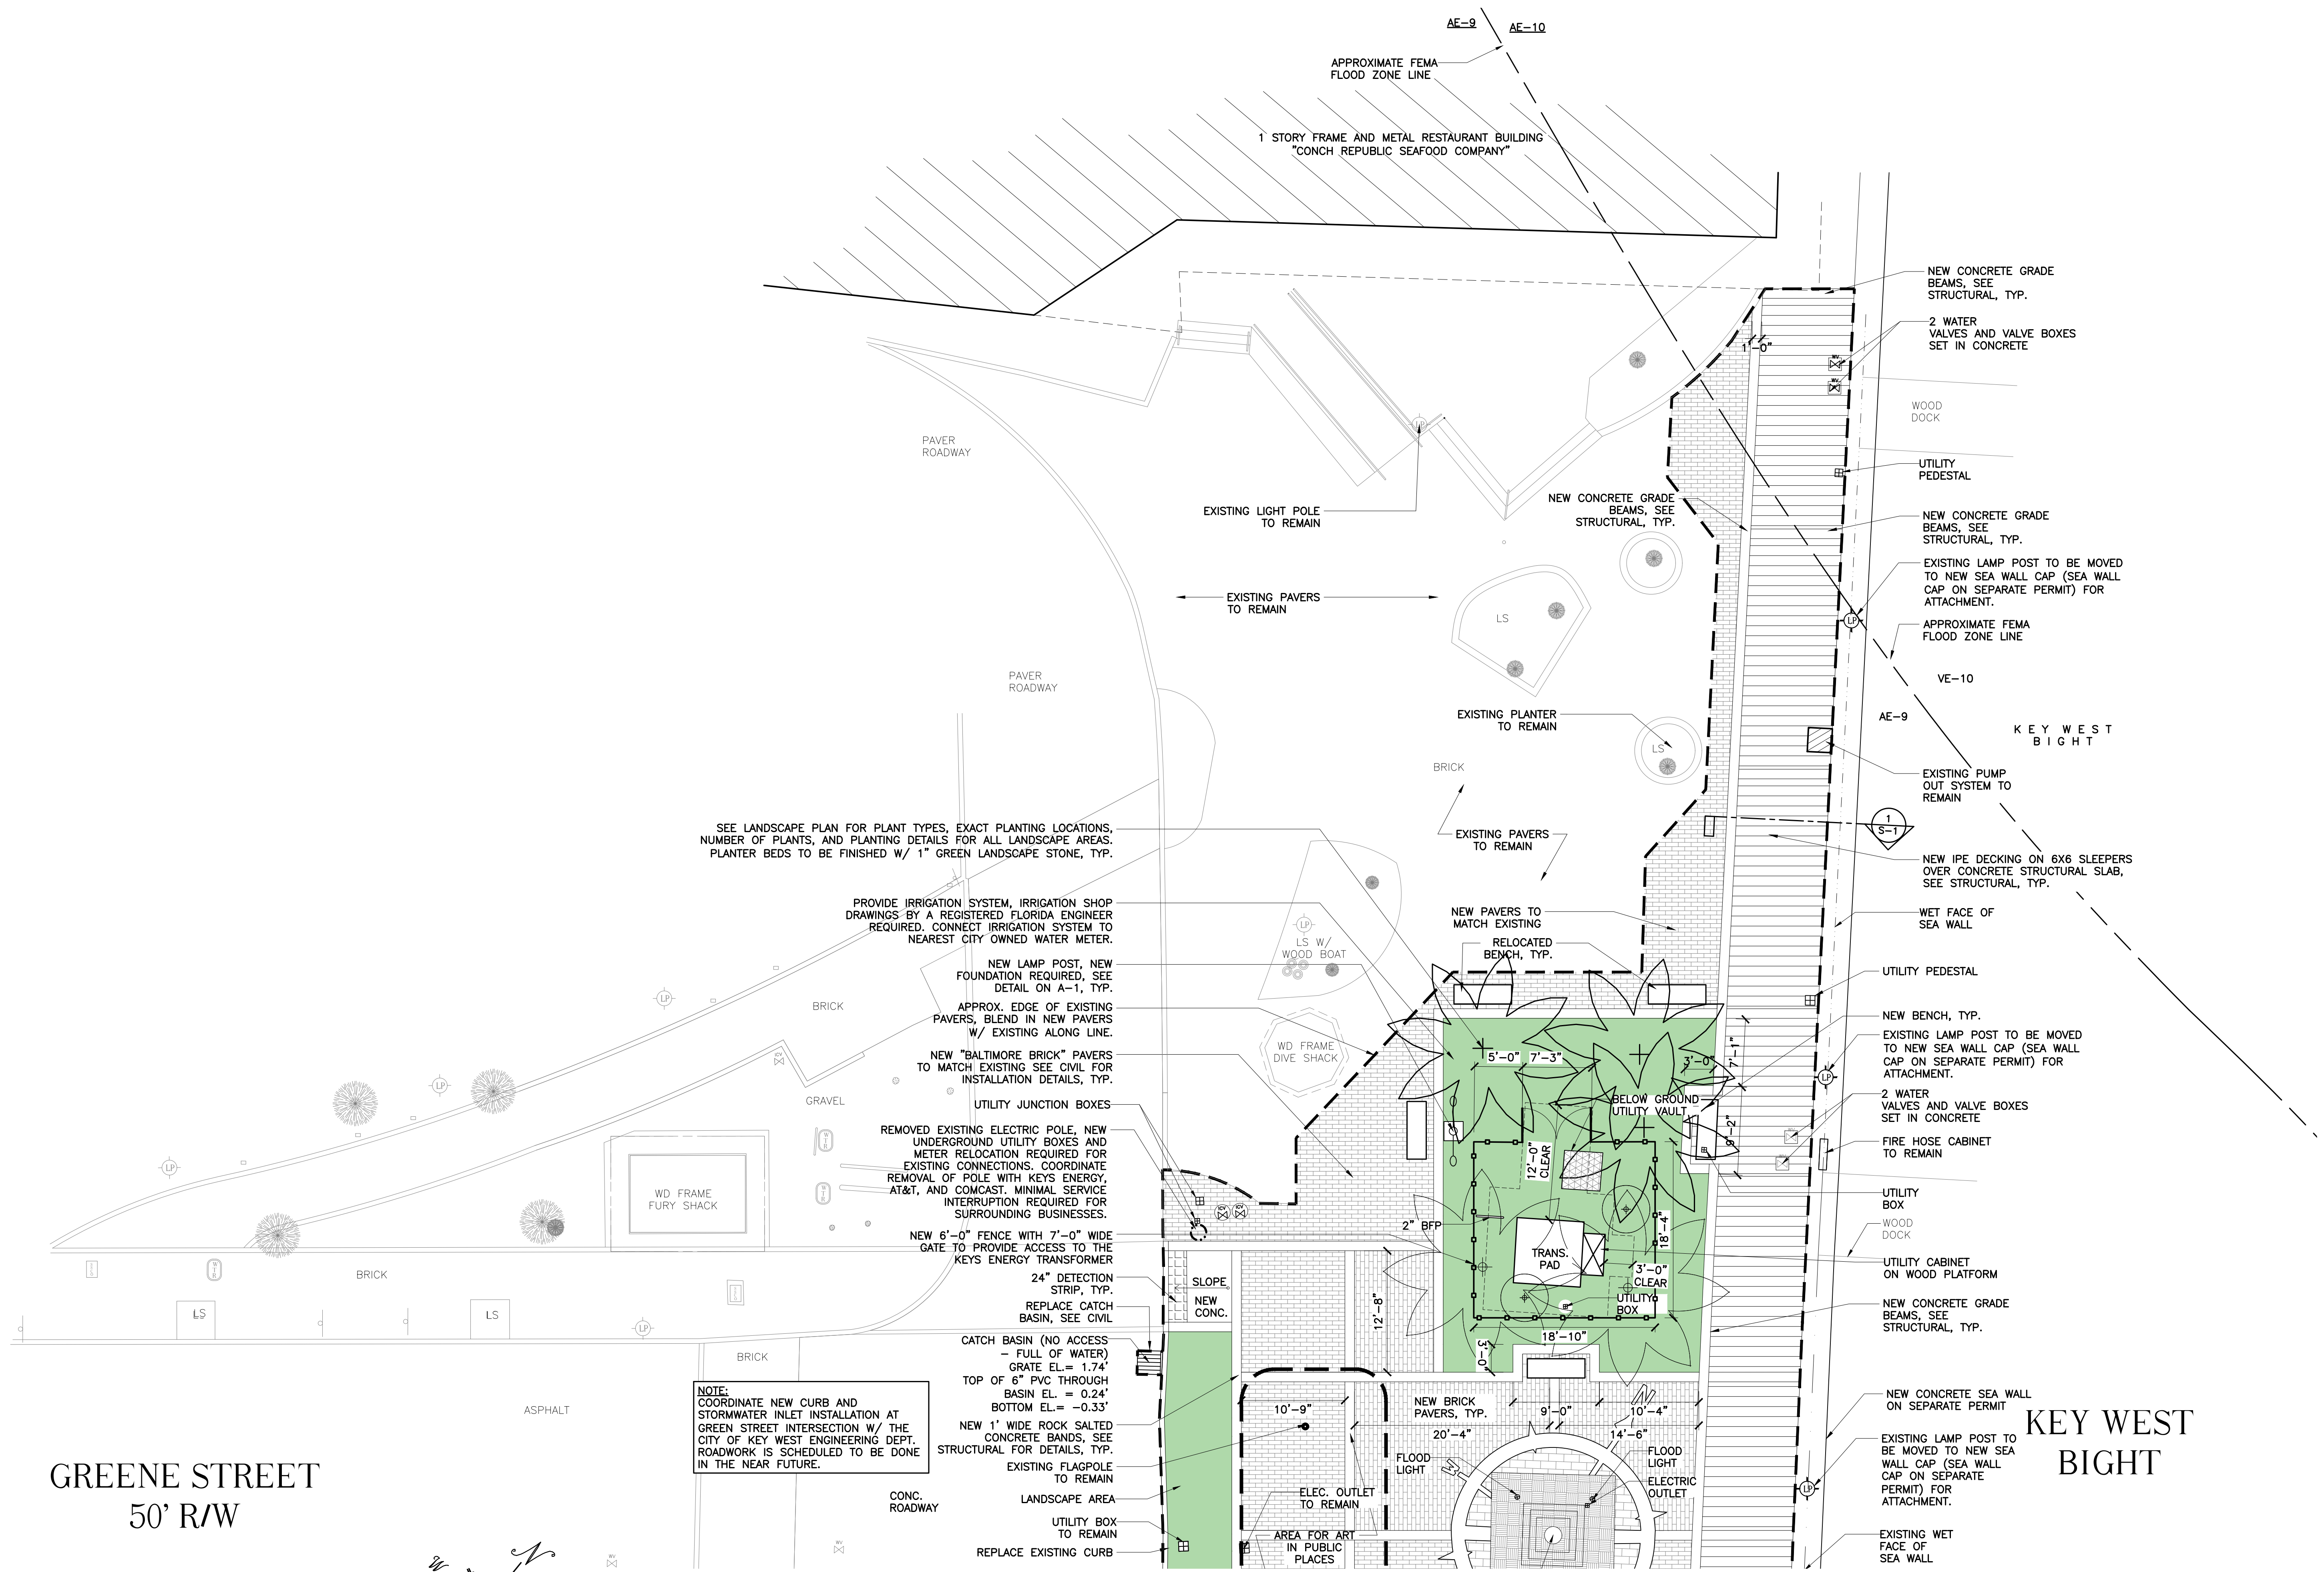 AE-9
AE-10
APPROXIMATE FEMA
FLOOD ZONE LINE
1 STORY FRAME AND METAL RESTAURANT BUILDING
"CONCH REPUBLIC SEAFOOD COMPANY"
NEW CONCRETE GRADE
BEAMS, SEE
STRUCTURAL, TYP.
2 WATER
VALVES AND VALVE BOXES
SET IN CONCRETE
1'-0"
WV
WV
WOOD
DOCK
PAVER
ROADWAY
LP
UTILITY
PEDESTAL
EXISTING LIGHT POLE
TO REMAIN
NEW CONCRETE GRADE
BEAMS, SEE
STRUCTURAL, TYP.
NEW CONCRETE GRADE
BEAMS, SEE
STRUCTURAL, TYP.
EXISTING LAMP POST TO BE MOVED
TO NEW SEA WALL CAP (SEA WALL
CAP ON SEPARATE PERMIT) FOR
ATTACHMENT.
LP
EXISTING PAVERS
TO REMAIN
LS
APPROXIMATE FEMA
FLOOD ZONE LINE
PAVER
ROADWAY
VE-10
AE-9
KEY WEST
BIGHT
EXISTING PLANTER
TO REMAIN
LS
BRICK
EXISTING PUMP
OUT SYSTEM TO
REMAIN
1
S-1
SEE LANDSCAPE PLAN FOR PLANT TYPES, EXACT PLANTING LOCATIONS,
NUMBER OF PLANTS, AND PLANTING DETAILS FOR ALL LANDSCAPE AREAS.
PLANTER BEDS TO BE FINISHED W/ 1" GREEN LANDSCAPE STONE, TYP.
EXISTING PAVERS
TO REMAIN
NEW IPE DECKING ON 6X6 SLEEPERS
OVER CONCRETE STRUCTURAL SLAB,
SEE STRUCTURAL, TYP.
PROVIDE IRRIGATION SYSTEM, IRRIGATION SHOP
DRAWINGS BY A REGISTERED FLORIDA ENGINEER
REQUIRED. CONNECT IRRIGATION SYSTEM TO
NEAREST CITY OWNED WATER METER.
NEW PAVERS TO
MATCH EXISTING
WET FACE OF
SEA WALL
LP
LS W/
WOOD BOAT
RELOCATED
BENCH, TYP.
NEW LAMP POST, NEW
FOUNDATION REQUIRED, SEE
DETAIL ON A-1, TYP.
UTILITY PEDESTAL
LP
BRICK
APPROX. EDGE OF EXISTING
PAVERS, BLEND IN NEW PAVERS
W/ EXISTING ALONG LINE.
NEW BENCH, TYP.
WD FRAME
DIVE SHACK
5'-0"
7'-3"
3'-0"
7'-1"
EXISTING LAMP POST TO BE MOVED
TO NEW SEA WALL CAP (SEA WALL
CAP ON SEPARATE PERMIT) FOR
ATTACHMENT.
LP
NEW "BALTIMORE BRICK" PAVERS
TO MATCH EXISTING SEE CIVIL FOR
INSTALLATION DETAILS, TYP.
ICV
LP
GRAVEL
UTILITY JUNCTION BOXES
BELOW GROUND
UTILITY VAULT
9'-2"
2 WATER
VALVES AND VALVE BOXES
SET IN CONCRETE
REMOVED EXISTING ELECTRIC POLE, NEW
UNDERGROUND UTILITY BOXES AND
METER RELOCATION REQUIRED FOR
EXISTING CONNECTIONS. COORDINATE
REMOVAL OF POLE WITH KEYS ENERGY,
AT&T, AND COMCAST. MINIMAL SERVICE
INTERRUPTION REQUIRED FOR
SURROUNDING BUSINESSES.
12'-0"
CLEAR
FIRE HOSE CABINET
TO REMAIN
LP
WD FRAME
FURY SHACK
ICV
ICV
UTILITY
BOX
2" BFP
18'-4"
WOOD
DOCK
NEW 6'-0" FENCE WITH 7'-0" WIDE
GATE TO PROVIDE ACCESS TO THE
KEYS ENERGY TRANSFORMER
TRANS.
PAD
3'-0"
CLEAR
UTILITY CABINET
ON WOOD PLATFORM
BRICK
24" DETECTION
STRIP, TYP.
SLOPE
NEW
CONC.
UTILITY
BOX
12'-8"
LS
LS
LP
REPLACE CATCH
BASIN, SEE CIVIL
NEW CONCRETE GRADE
BEAMS, SEE
STRUCTURAL, TYP.
18'-10"
3'-0"
CATCH BASIN (NO ACCESS
- FULL OF WATER)
GRATE EL.= 1.74'
TOP OF 6" PVC THROUGH
BASIN EL. = 0.24'
BOTTOM EL.= -0.33'
BRICK
NOTE:
COORDINATE NEW CURB AND
STORMWATER INLET INSTALLATION AT
GREEN STREET INTERSECTION W/ THE
CITY OF KEY WEST ENGINEERING DEPT.
ROADWORK IS SCHEDULED TO BE DONE
IN THE NEAR FUTURE.
ASPHALT
10'-9"
NEW BRICK
PAVERS, TYP.
9'-0"
10'-4"
NEW CONCRETE SEA WALL
ON SEPARATE PERMIT
KEY WEST
BIGHT
NEW 1' WIDE ROCK SALTED
CONCRETE BANDS, SEE
STRUCTURAL FOR DETAILS, TYP.
20'-4"
14'-6"
N
W
FLOOD
LIGHT
FLOOD
LIGHT
EXISTING LAMP POST TO
BE MOVED TO NEW SEA
WALL CAP (SEA WALL
CAP ON SEPARATE
PERMIT) FOR
ATTACHMENT.
LP
EXISTING FLAGPOLE
TO REMAIN
ELECTRIC
OUTLET
GREENE STREET
50' R/W
CONC.
ROADWAY
LANDSCAPE AREA
ELEC. OUTLET
TO REMAIN
UTILITY BOX
TO REMAIN
AREA FOR ART
IN PUBLIC
PLACES
EXISTING WET
FACE OF
SEA WALL
REPLACE EXISTING CURB
WV
WV
W
N